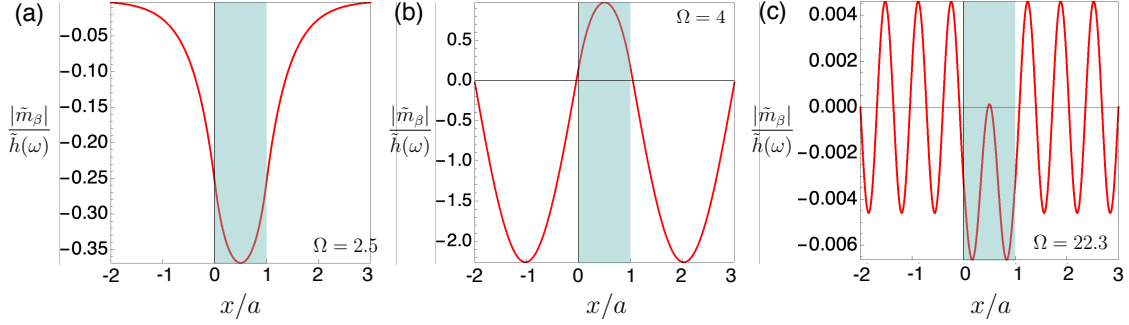 (a)
−0.05
−0.10
−0.15
−0.20
−0.25
−0.30
−0.35
|m̃β|
h̃(ω)
Ω = 2.5
-2 -1 0 1 2 3
x/a
(b)
0.5
0.0
−0.5
−1.0
−1.5
−2.0
|m̃β|
h̃(ω)
Ω = 4
-2 -1 0 1 2 3
x/a
(c)
0.004
0.002
0.000
−0.002
−0.004
−0.006
|m̃β|
h̃(ω)
Ω = 22.3
-2 -1 0 1 2 3
x/a